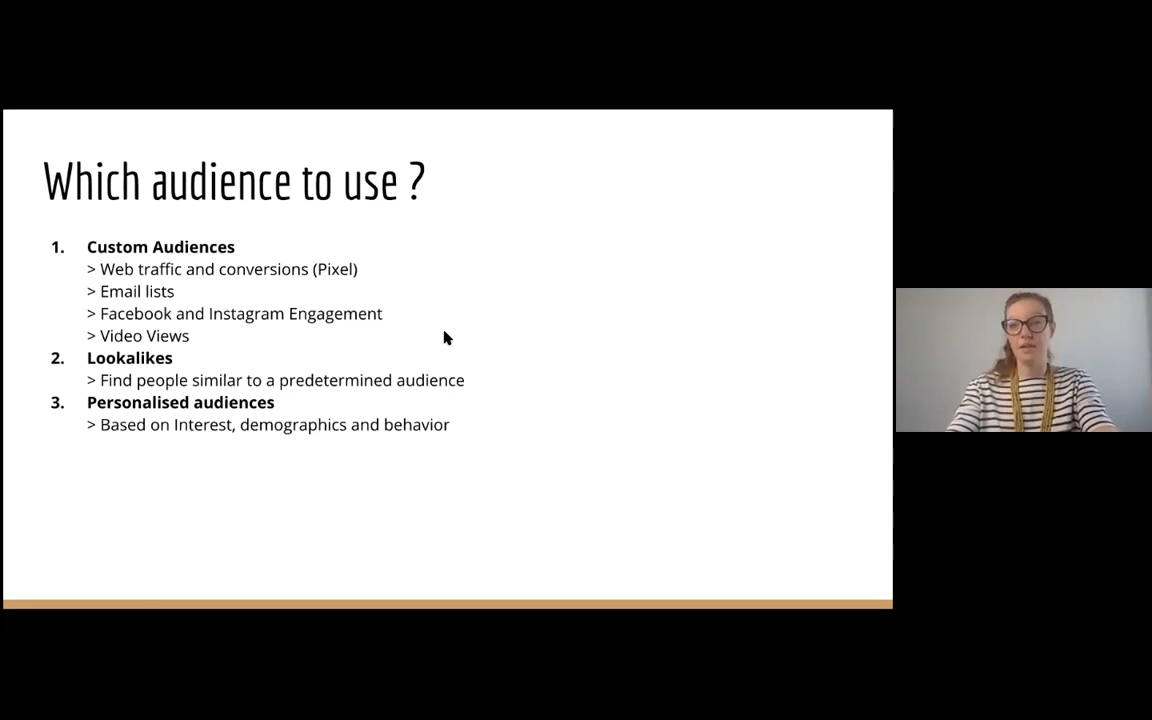 Which audience to use ?
1. Custom Audiences
> Web traffic and conversions (Pixel)
> Email lists
> Facebook and Instagram Engagement
> Video Views
2. Lookalikes
> Find people similar to a predetermined audience
3. Personalised audiences
> Based on Interest, demographics and behavior